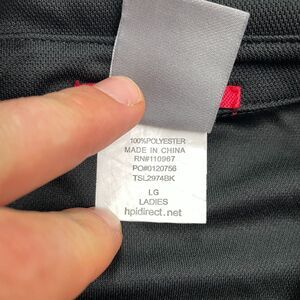 100%POLYESTER
MADE IN CHINA
RN#110967
PO#0120756
TSL2974BK
LG
LADIES
hpidirect.net